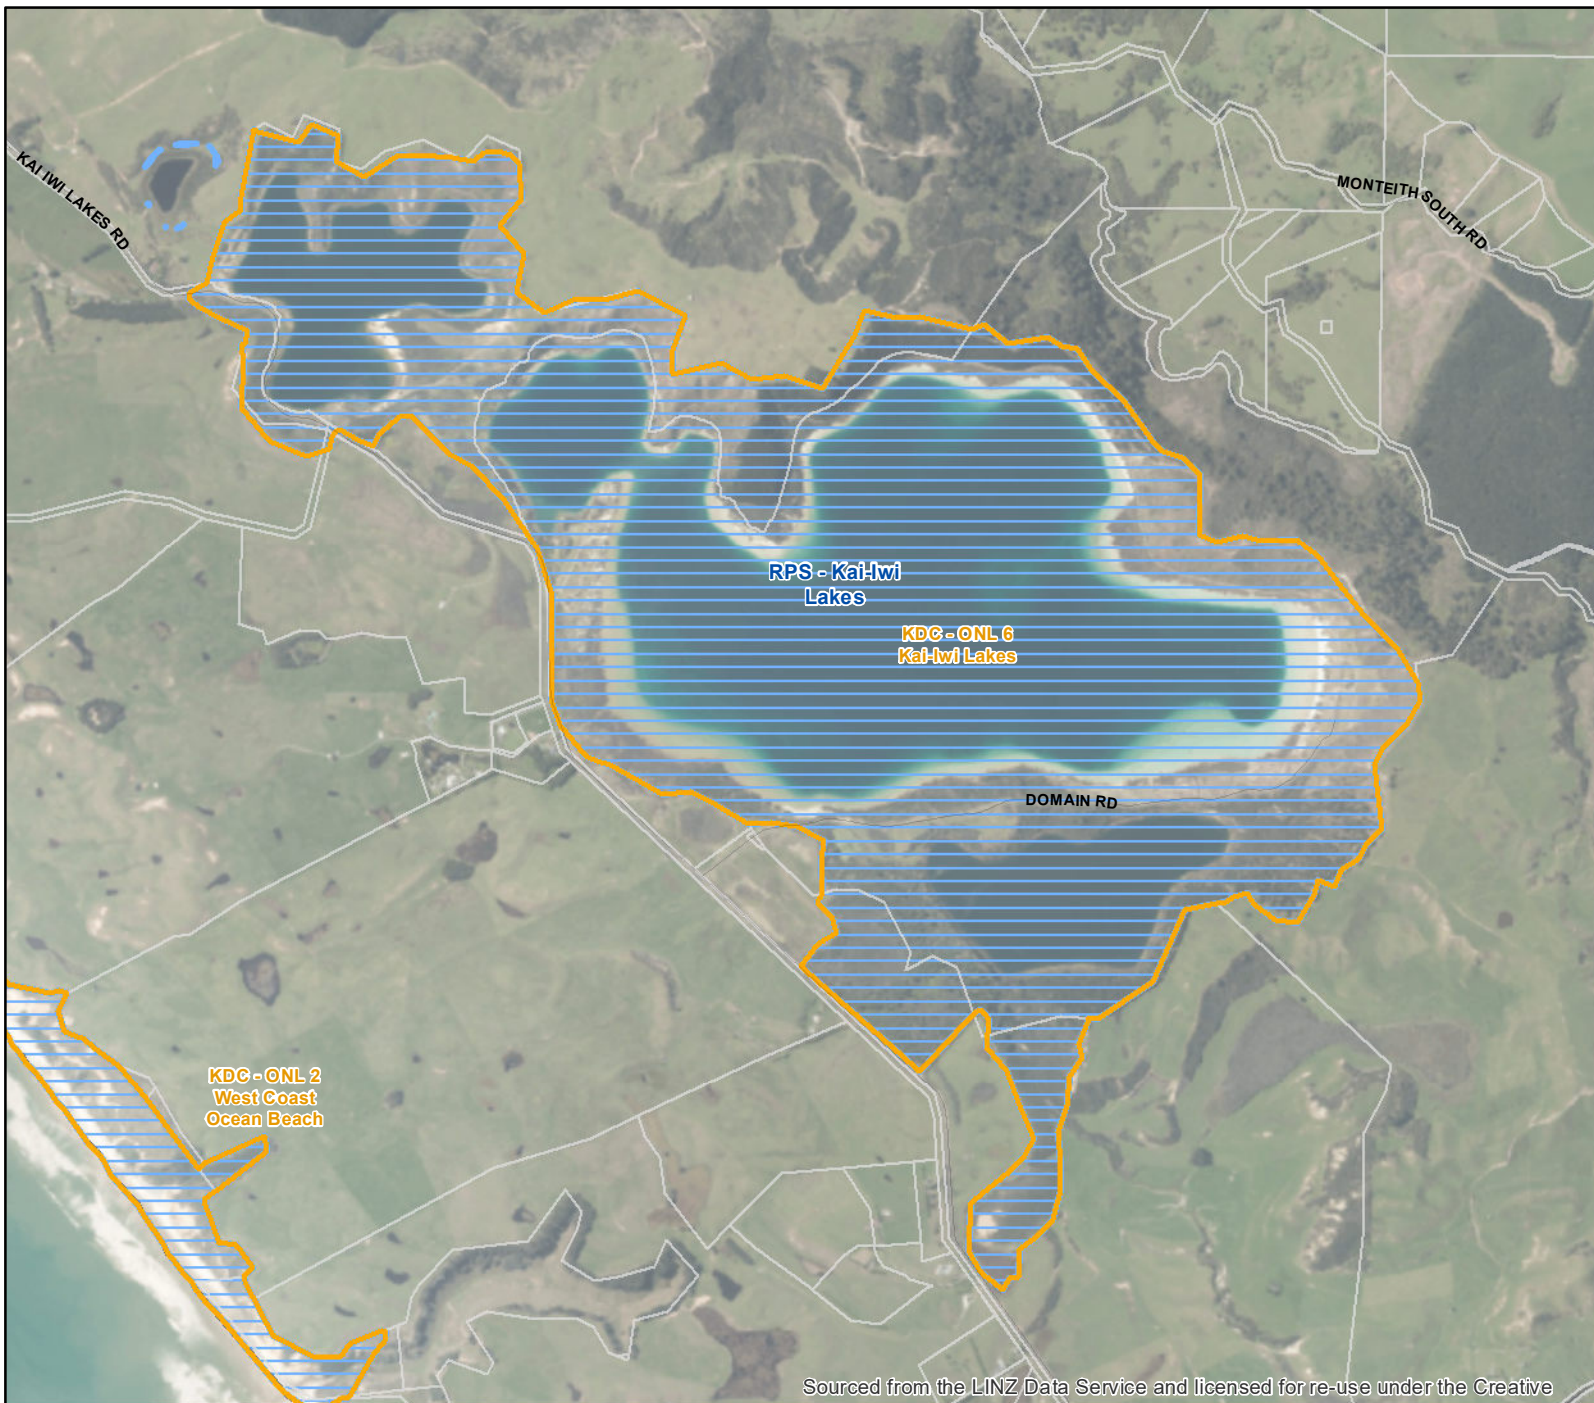 KAI IWI LAKES RD
MONTEITH SOUTH RD
RPS - Kai-Iwi
Lakes
KDC - ONL 6
Kai-Iwi Lakes
DOMAIN RD
KDC - ONL 2
West Coast
Ocean Beach
Sourced from the LINZ Data Service and licensed for re-use under the Creative